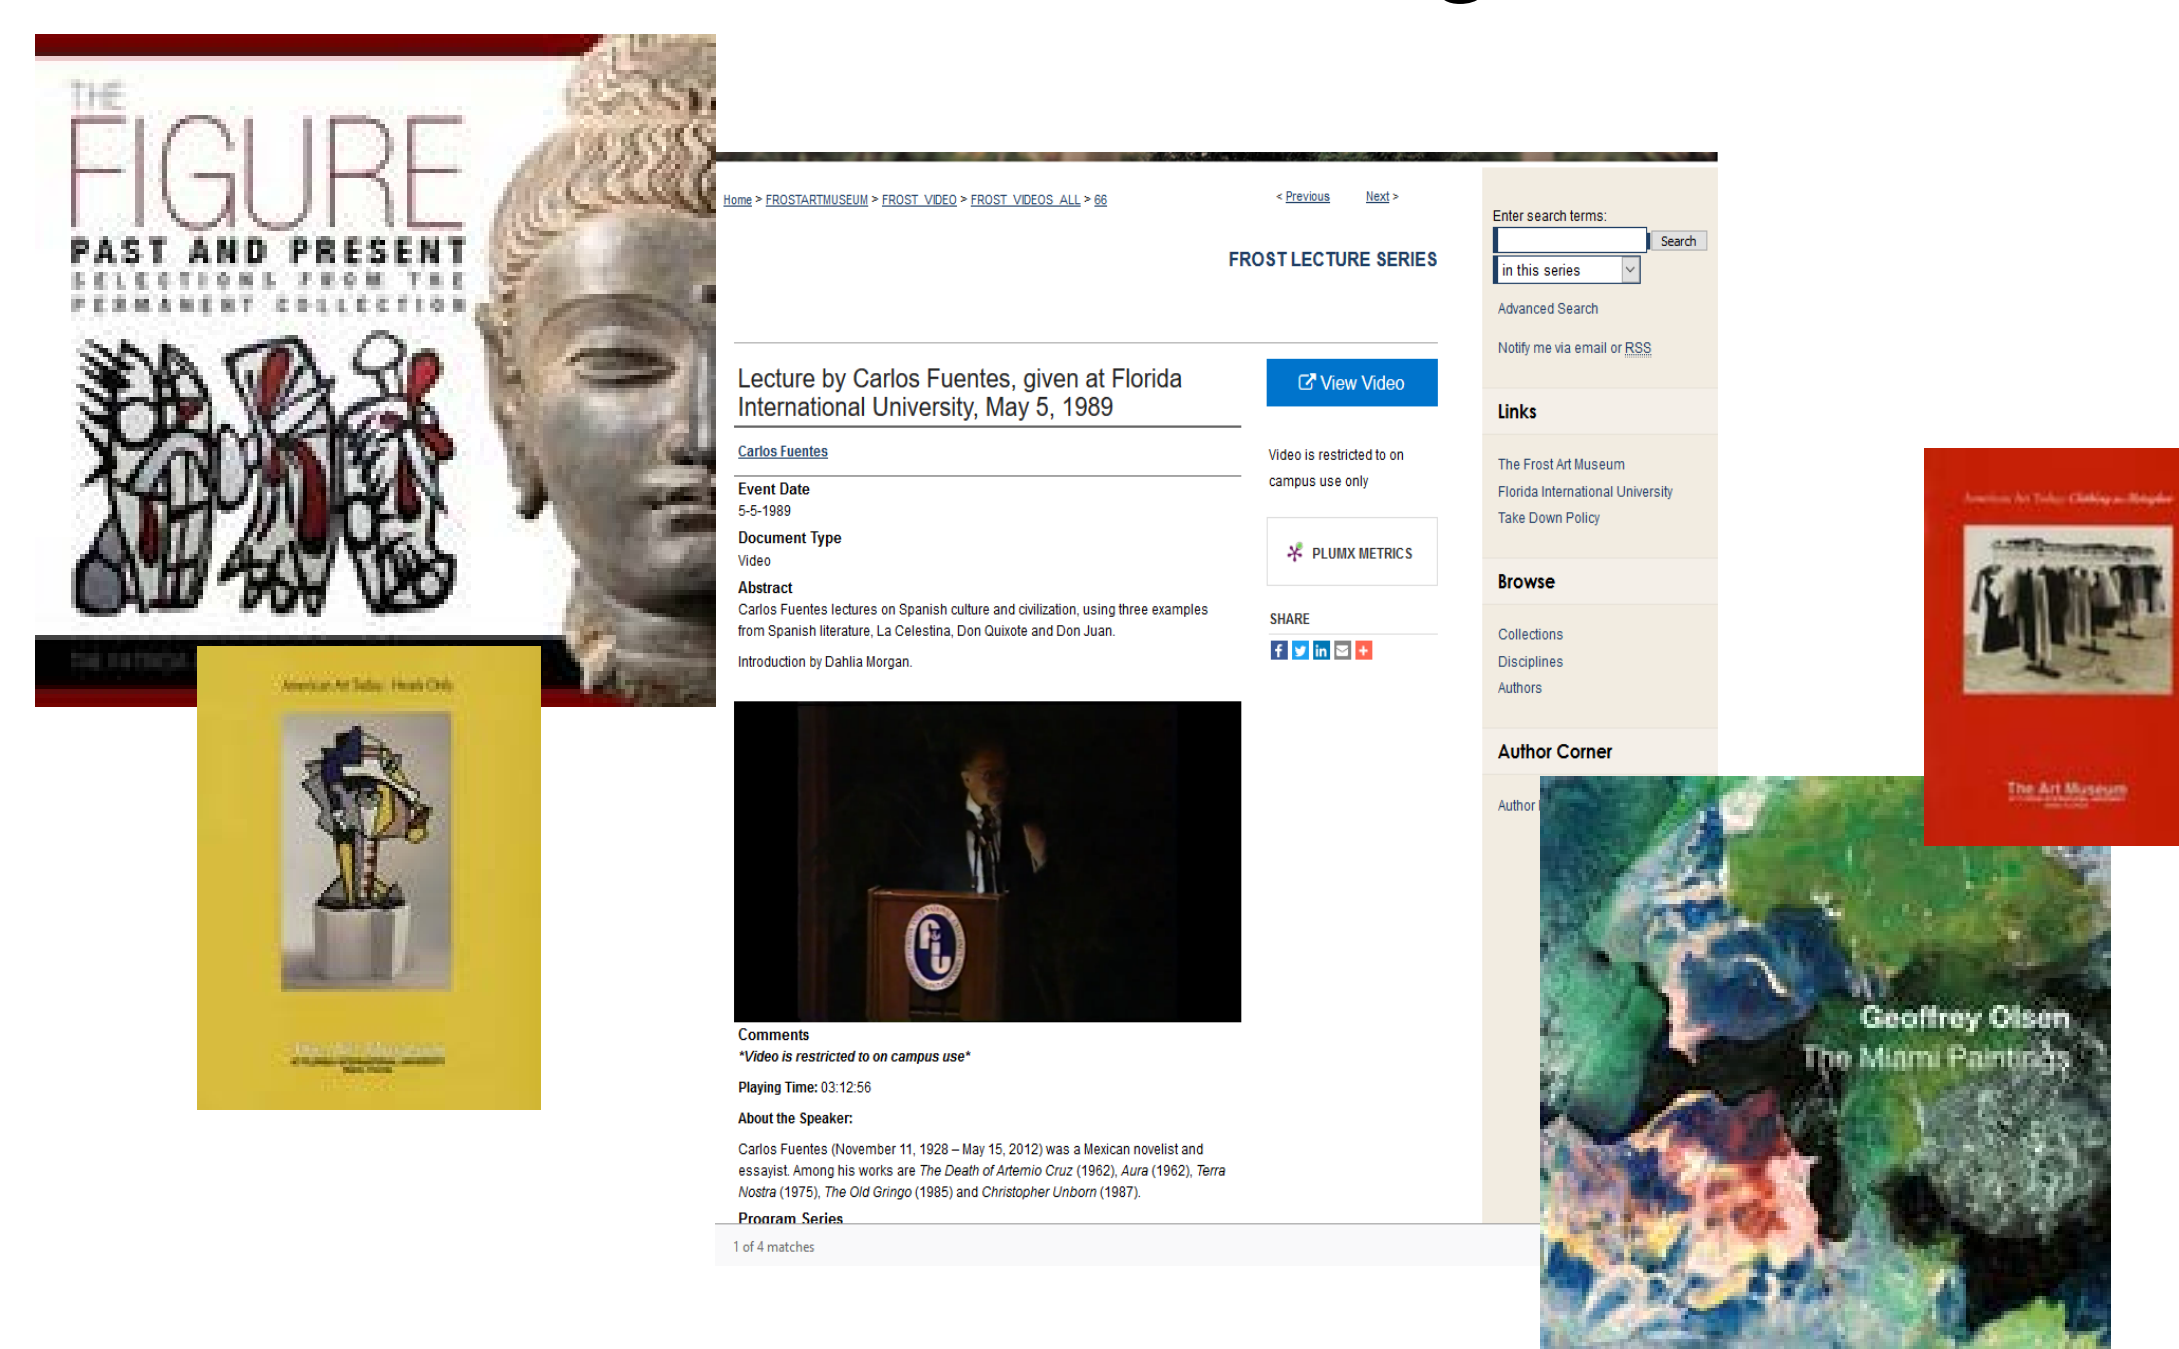 THE
FIGURE
PAST AND PRESENT
SELECTIONS FROM THE
PERMANENT COLLECTION
American Art Today: Heads Only
The Art Museum
Home > FROSTARTMUSEUM > FROST_VIDEO > FROST_VIDEOS_ALL > 66
< Previous Next >
FROST LECTURE SERIES
Lecture by Carlos Fuentes, given at Florida
International University, May 5, 1989
Carlos Fuentes
Event Date
5-5-1989
Document Type
Video
Abstract
Carlos Fuentes lectures on Spanish culture and civilization, using three examples
from Spanish literature, La Celestina, Don Quixote and Don Juan.
Introduction by Dahlia Morgan.
Comments
*Video is restricted to on campus use*
Playing Time: 03:12:56
About the Speaker:
Carlos Fuentes (November 11, 1928 – May 15, 2012) was a Mexican novelist and
essayist. Among his works are The Death of Artemio Cruz (1962), Aura (1962), Terra
Nostra (1975), The Old Gringo (1985) and Christopher Unborn (1987).
Program Series
1 of 4 matches
View Video
Video is restricted to on
campus use only
PLUMX METRICS
SHARE
Enter search terms:
Search
in this series
Advanced Search
Notify me via email or RSS
Links
The Frost Art Museum
Florida International University
Take Down Policy
Browse
Collections
Disciplines
Authors
Author Corner
Author
American Art Today: Clothing as Metaphor
The Art Museum
Geoffrey Olsen
The Miami Paintings